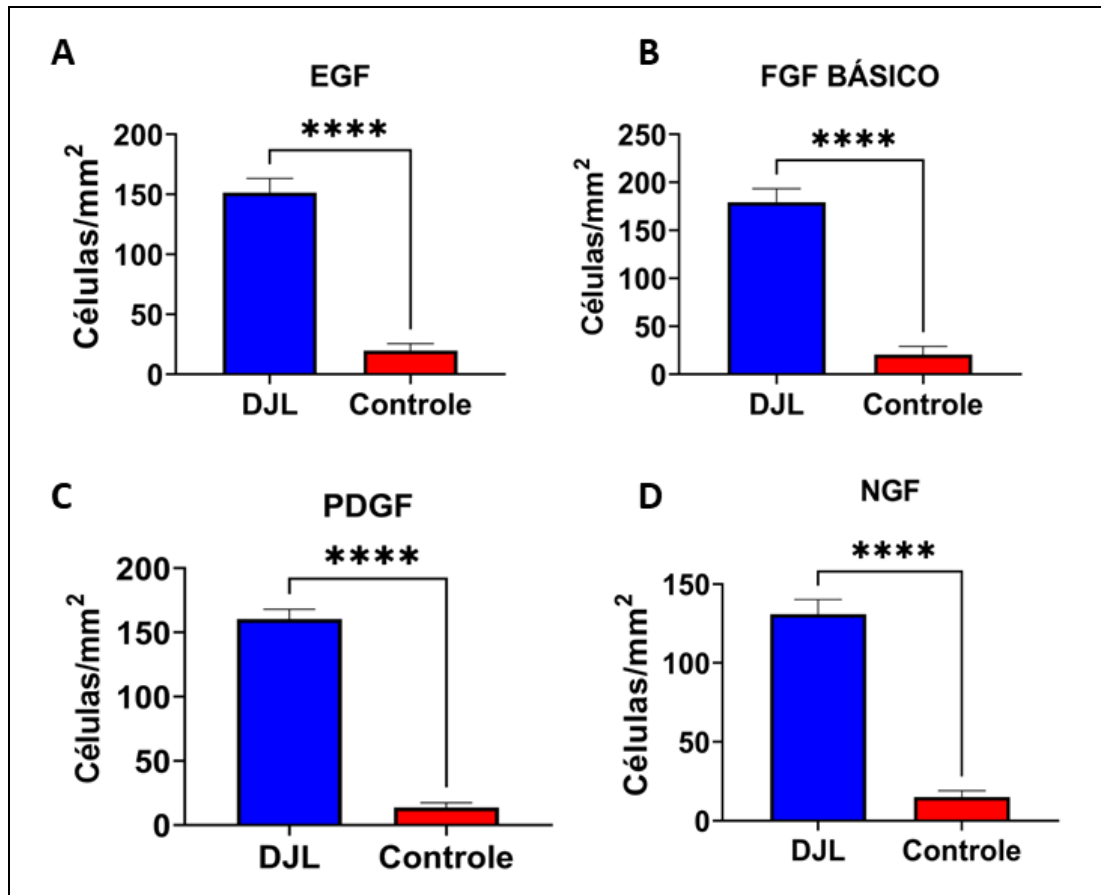 A
EGF
****
Células/mm²
200
150
100
50
0
DJL Controle
B
FGF BÁSICO
****
Células/mm²
250
200
150
100
50
0
DJL Controle
C
PDGF
****
Células/mm²
200
150
100
50
0
DJL Controle
D
NGF
****
Células/mm²
150
100
50
0
DJL Controle